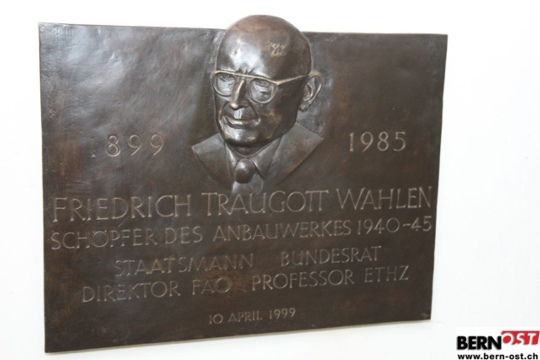 1899 1985
FRIEDRICH TRAUGOTT WAHLEN
SCHÖPFER DES ANBAUWERKES 1940-45
STAATSMANN BUNDESRAT
DIREKTOR FAO PROFESSOR ETHZ
10 APRIL 1999
BERNOST
www.bern-ost.ch